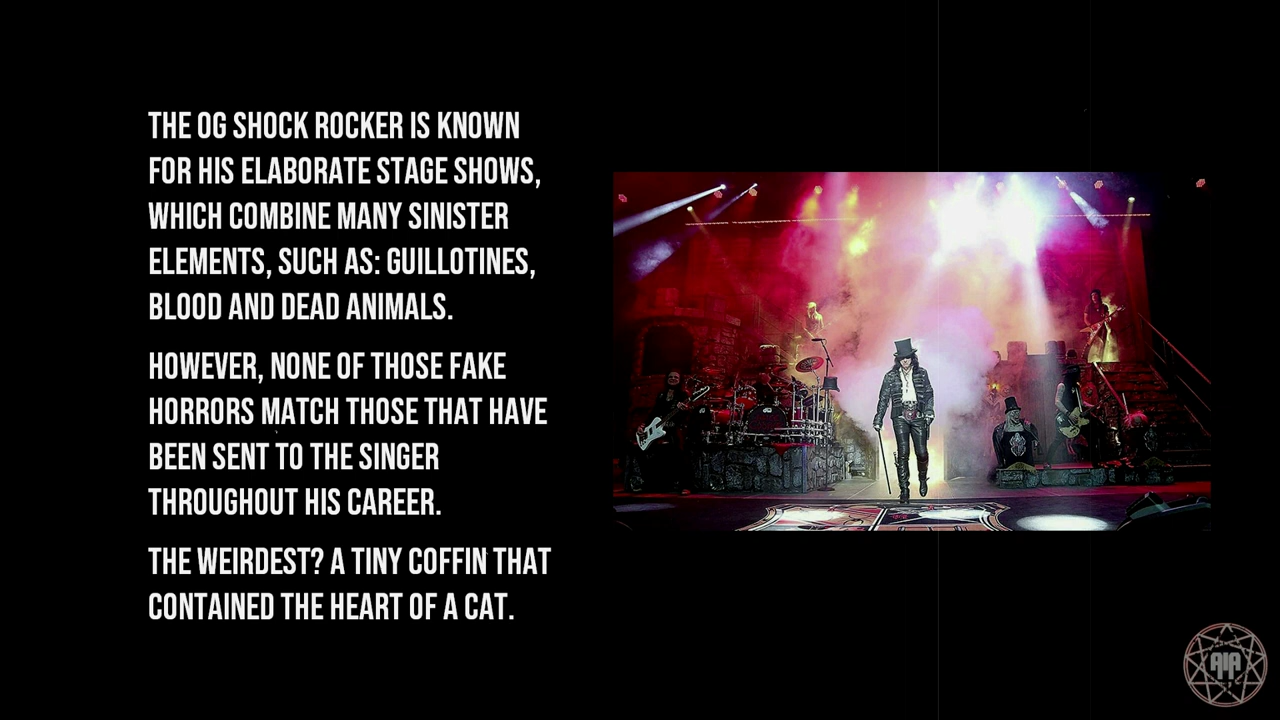 THE OG SHOCK ROCKER IS KNOWN
FOR HIS ELABORATE STAGE SHOWS,
WHICH COMBINE MANY SINISTER
ELEMENTS, SUCH AS: GUILLOTINES,
BLOOD AND DEAD ANIMALS.
HOWEVER, NONE OF THOSE FAKE
HORRORS MATCH THOSE THAT HAVE
BEEN SENT TO THE SINGER
THROUGHOUT HIS CAREER.
THE WEIRDEST? A TINY COFFIN THAT
CONTAINED THE HEART OF A CAT.